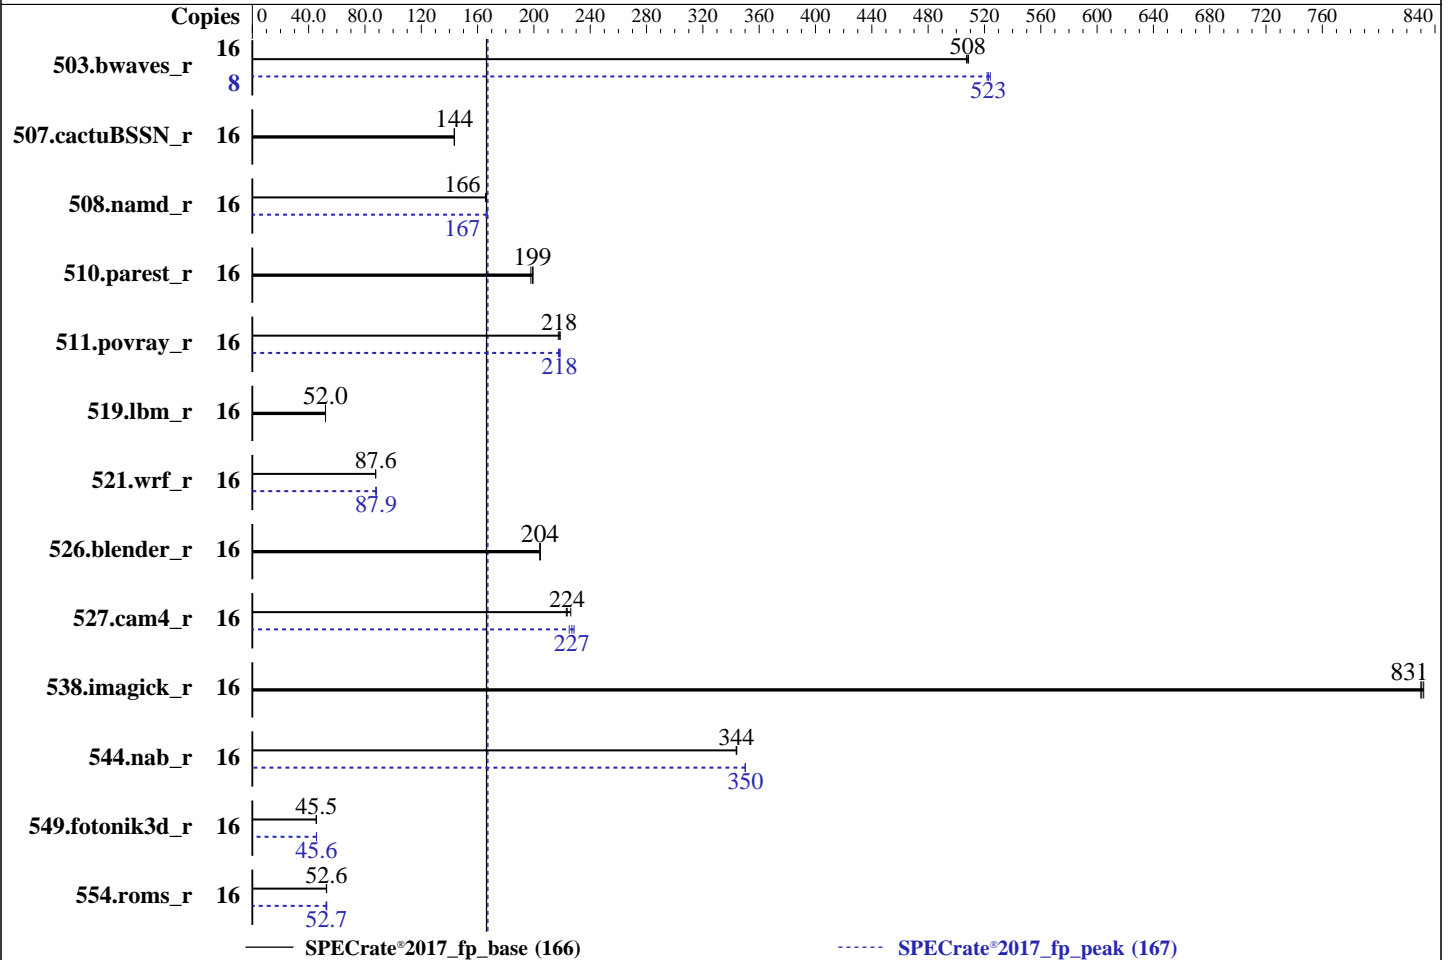 Copies 0 40.0 80.0 120 160 200 240 280 320 360 400 440 480 520 560 600 640 680 720 760 840
503.bwaves_r 16 508
8 523
507.cactuBSSN_r 16 144
508.namd_r 16 166
167
510.parest_r 16 199
511.povray_r 16 218
218
519.lbm_r 16 52.0
521.wrf_r 16 87.6
87.9
526.blender_r 16 204
527.cam4_r 16 224
227
538.imagick_r 16 831
544.nab_r 16 344
350
549.fotonik3d_r 16 45.5
45.6
554.roms_r 16 52.6
52.7
SPECrate®2017_fp_base (166) SPECrate®2017_fp_peak (167)